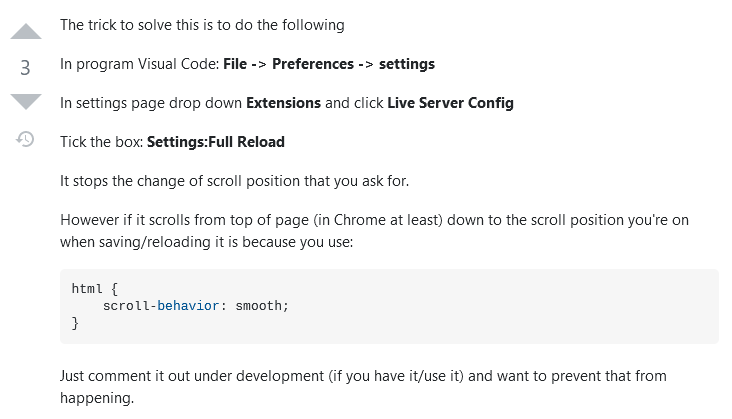 The trick to solve this is to do the following
3
In program Visual Code: File -> Preferences -> settings
In settings page drop down Extensions and click Live Server Config
Tick the box: Settings:Full Reload
It stops the change of scroll position that you ask for.
However if it scrolls from top of page (in Chrome at least) down to the scroll position you're on
when saving/reloading it is because you use:
html {
    scroll-behavior: smooth;
}
Just comment it out under development (if you have it/use it) and want to prevent that from
happening.